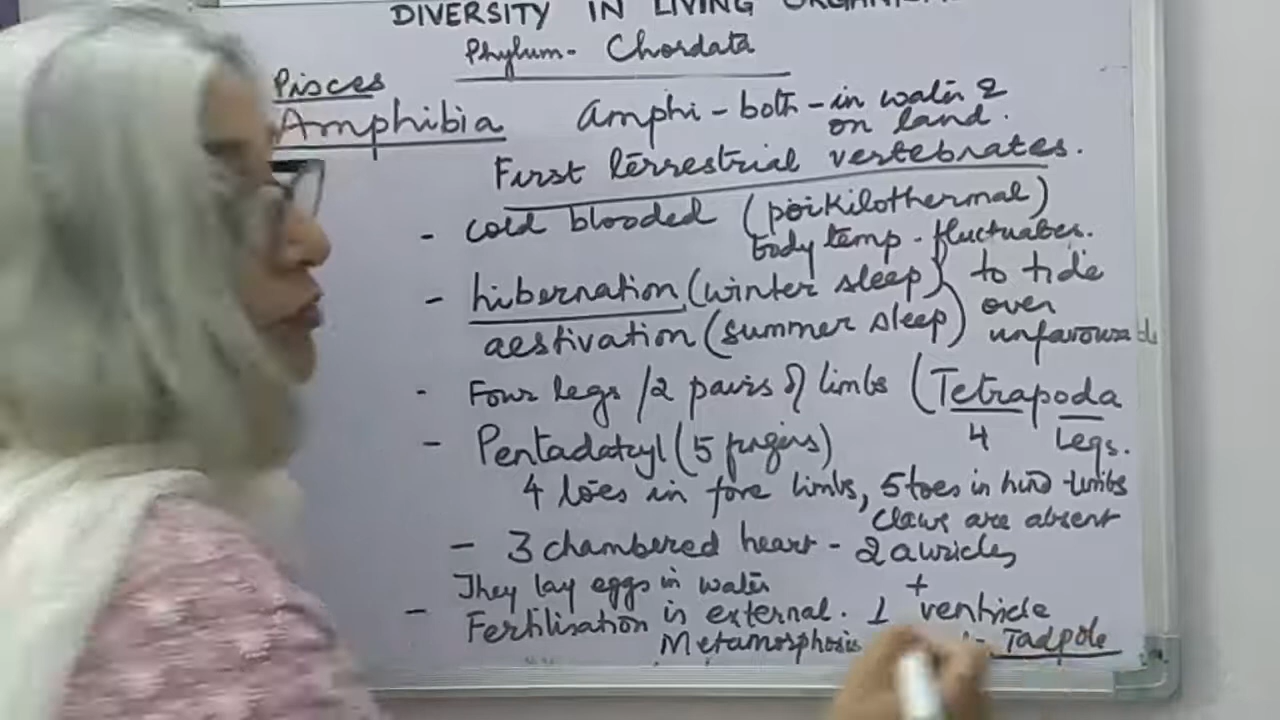 DIVERSITY IN LIVING
Phylum- Chordata
Pisces
Amphibia Amphi - both - in water &
on land.
First terrestrial vertebrates.
- cold blooded (poikilothermal)
body temp. fluctuates.
- hibernation (winter sleep) } to tide
aestivation (summer sleep) over
- Four legs / 2 pairs of limbs (Tetrapoda
4 Legs.
- Pentadatcyl (5 fingers)
4 toes in fore limbs, 5 toes in hind limbs
Claws are absent
- 3 chambered heart - 2 auricles
+
1 ventricle
They lay eggs in water
- Fertilisation is external.
Metamorphosis Tadpole